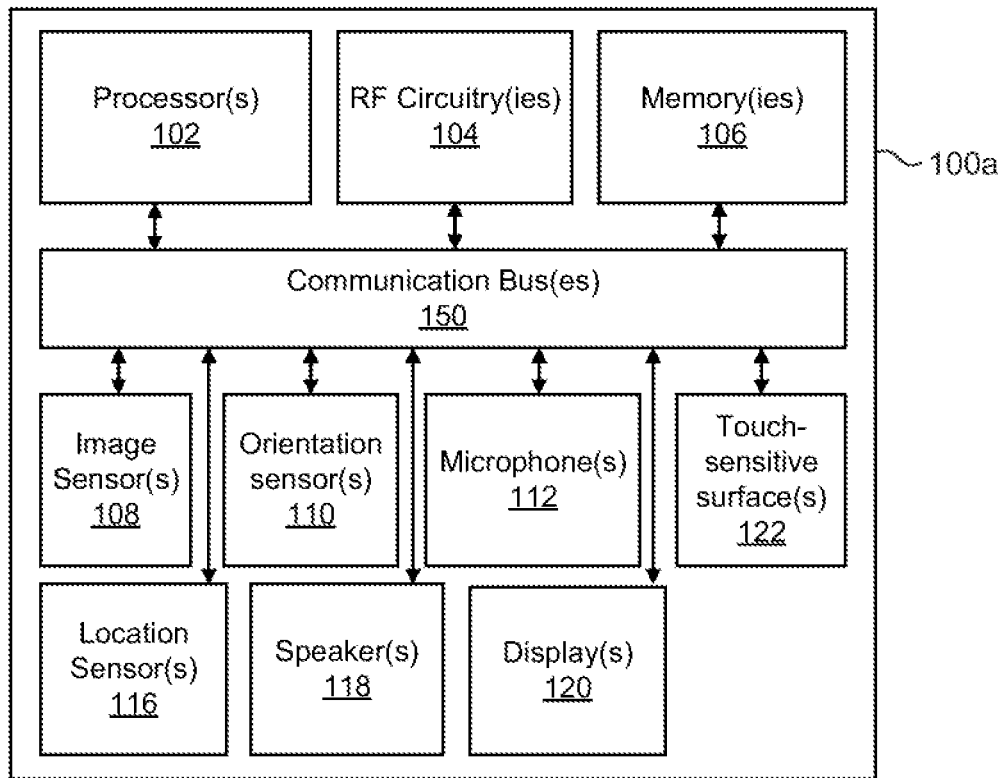 Processor(s)
102
RF Circuitry(ies)
104
Memory(ies)
106
100a
Communication Bus(es)
150
Image
Sensor(s)
108
Orientation
sensor(s)
110
Microphone(s)
112
Touch-
sensitive
surface(s)
122
Location
Sensor(s)
116
Speaker(s)
118
Display(s)
120